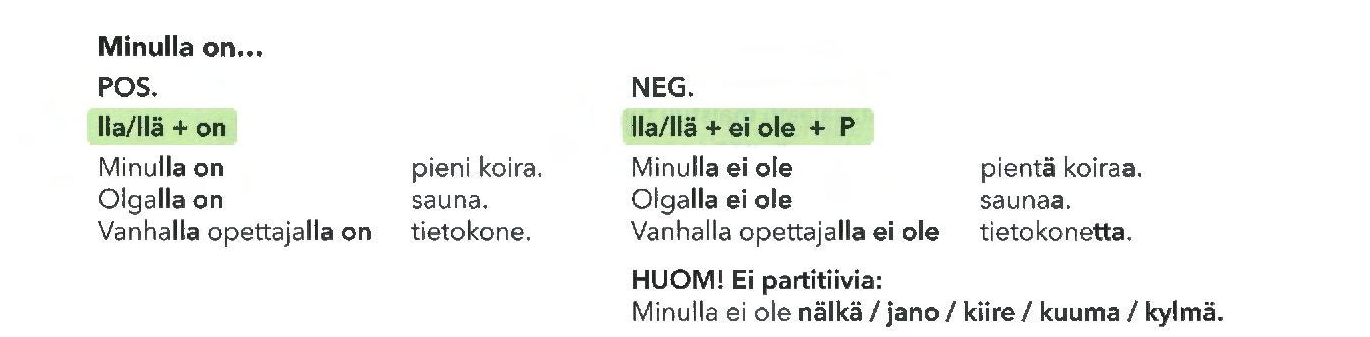 Minulla on...
POS.
lla/llä + on
Minulla on pieni koira.
Olgalla on sauna.
Vanhalla opettajalla on tietokone.
NEG.
lla/llä + ei ole + P
Minulla ei ole pientä koiraa.
Olgalla ei ole saunaa.
Vanhalla opettajalla ei ole tietokonetta.
HUOM! Ei partitiivia:
Minulla ei ole nälkä / jano / kiire / kuuma / kylmä.